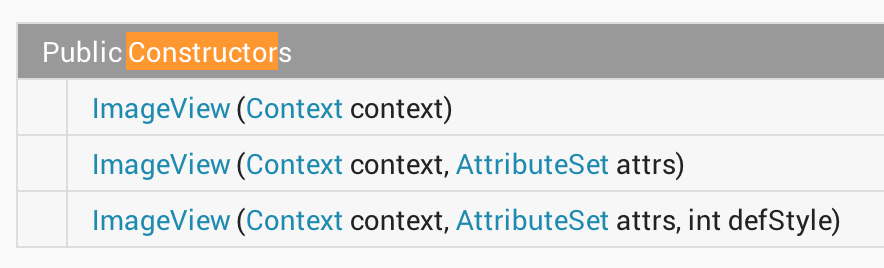 Public Constructors
ImageView (Context context)
ImageView (Context context, AttributeSet attrs)
ImageView (Context context, AttributeSet attrs, int defStyle)